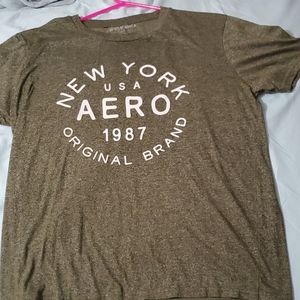 NEW YORK
USA
AERO
1987
ORIGINAL BRAND